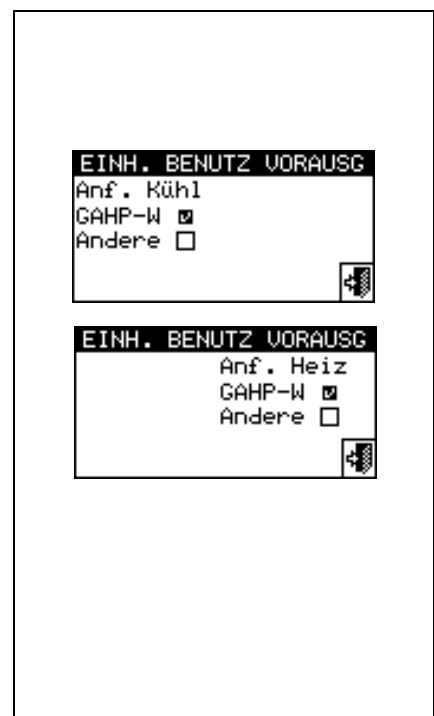 EINH. BENUTZ VORAUSG
Anf. Kühl
GAHP-W
Andere
EINH. BENUTZ VORAUSG
Anf. Heiz
GAHP-W
Andere